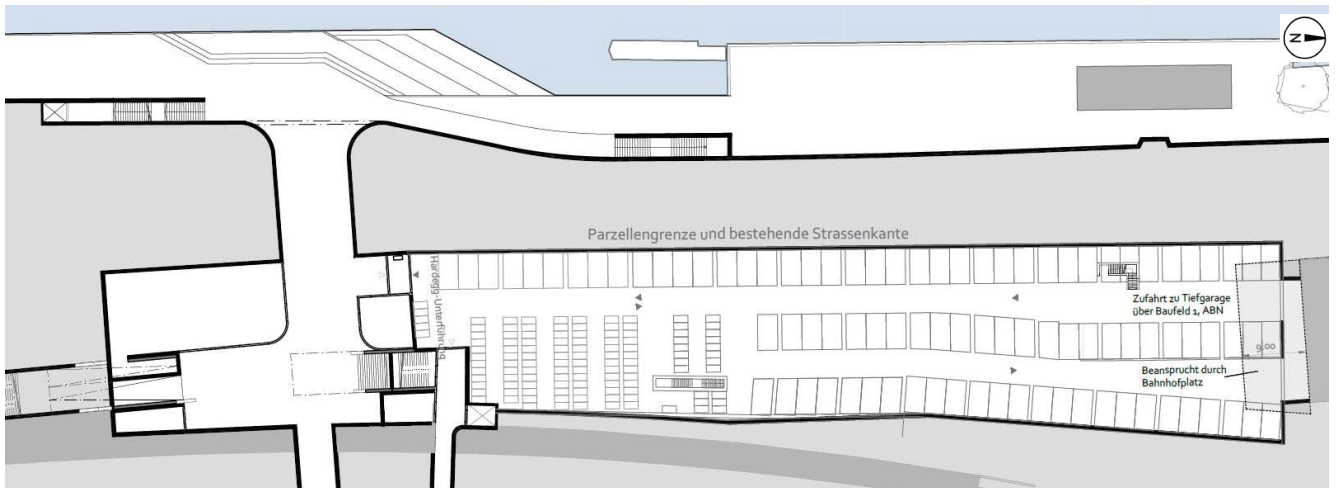 N
Parzellengrenze und bestehende Strassenkante
Hardegg-Unterführung
Zufahrt zu Tiefgarage
über Baufeld 1, ABN
9.00
Beansprucht durch
Bahnhofplatz